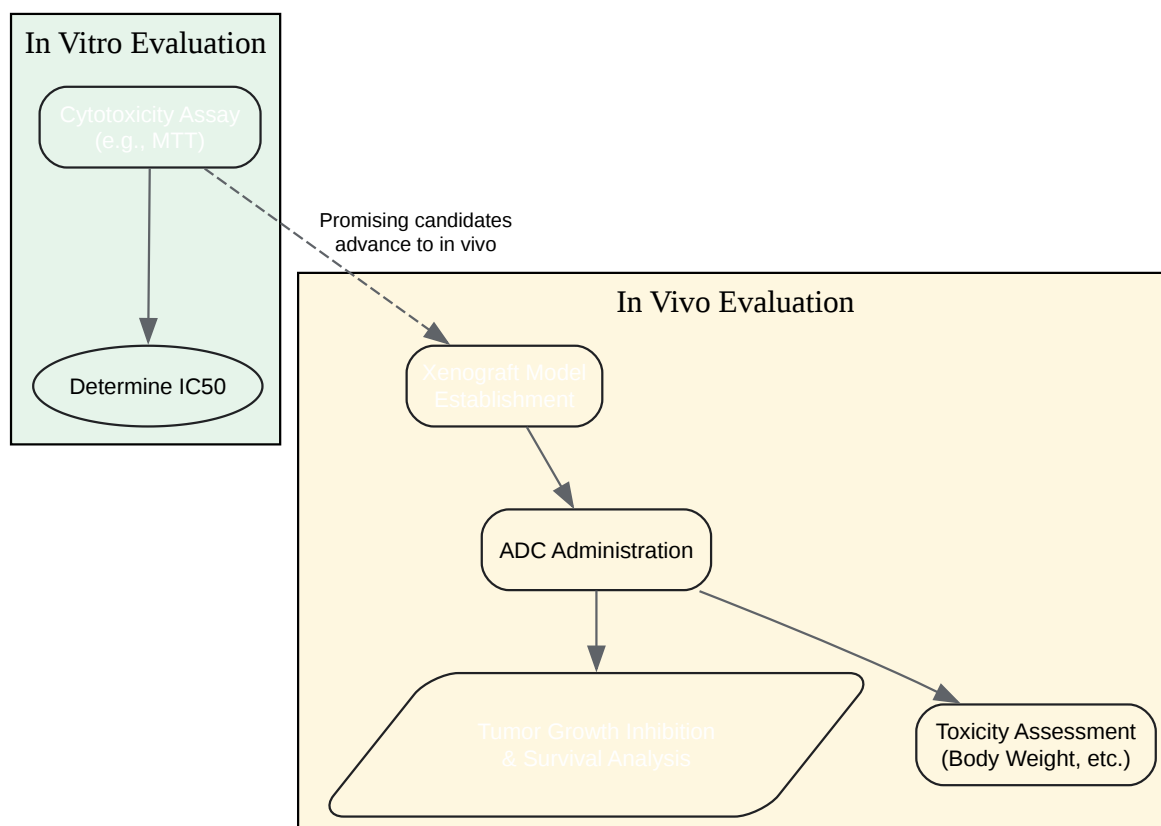 In Vitro Evaluation
Cytotoxicity Assay
(e.g., MTT)
Promising candidates
advance to in vivo
Determine IC50
In Vivo Evaluation
Xenograft Model
Establishment
ADC Administration
Tumor Growth Inhibition
& Survival Analysis
Toxicity Assessment
(Body Weight, etc.)